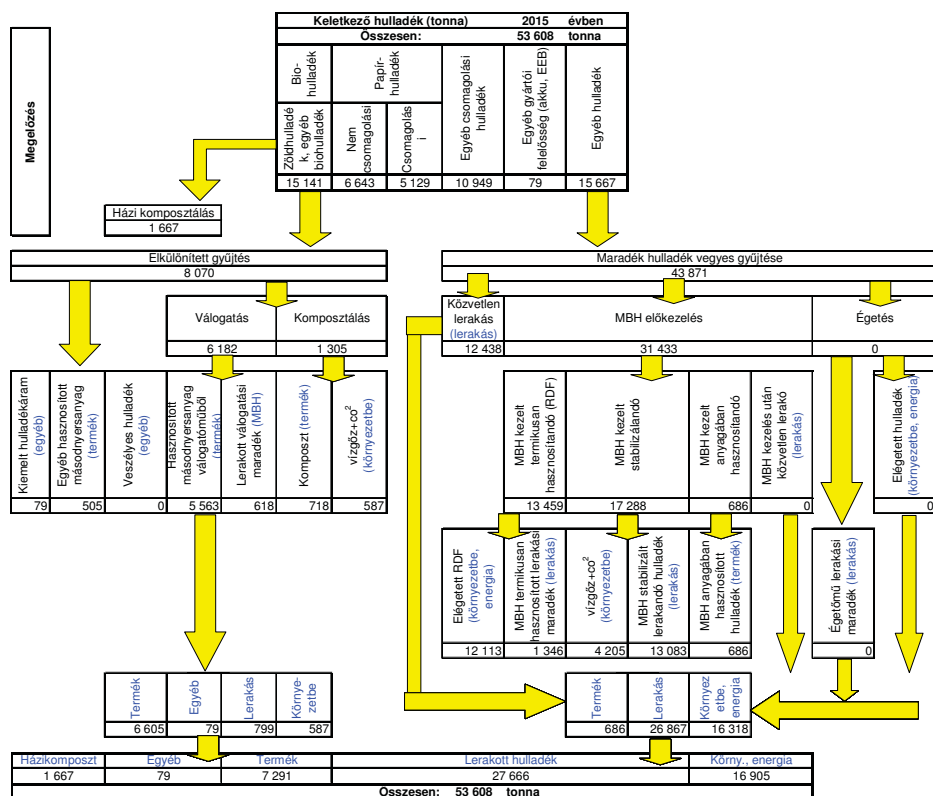 Keletkező hulladék (tonna) 2015 évben
Összesen: 53 608 tonna
Megelőzés
Bio-
hulladék
Papír-
hulladék
Egyéb csomagolási
hulladék
Egyéb gyártói
felelősség (akku, EEB)
Egyéb hulladék
Zöldhulladé
k, egyéb
biohulladék
Nem
csomagolási
Csomagolás
i
15 141 6 643 5 129 10 949 79 15 667
Házi komposztálás
1 667
Elkülönített gyűjtés
8 070
Maradék hulladék vegyes gyűjtése
43 871
Válogatás Komposztálás
6 182 1 305
Közvetlen
lerakás
(lerakás)
MBH előkezelés
Égetés
12 438 31 433 0
Kiemelt hulladékáram
(egyéb)
Egyéb hasznosított
másodnyersanyag
(termék)
Veszélyes hulladék
(egyéb)
Hasznosított
másodnyersanyag
válogatóműből
(termék)
Lerakott válogatási
maradék (MBH)
Komposzt (termék)
vízgőz+co²
(környezetbe)
79 505 0 5 563 618 718 587
MBH kezelt
termikusan
hasznosítandó (RDF)
MBH kezelt
stabilizálandó
MBH kezelt
anyagában
hasznosítandó
MBH kezelés után
közvetlen lerakó
(lerakás)
Elégetett hulladék
(környezetbe, energia)
13 459 17 288 686 0 0
Elégetett RDF
(környezetbe,
energia)
MBH termikusan
hasznosított lerakási
maradék (lerakás)
vízgőz+co²
(környezetbe)
MBH stabilizált
lerakandó hulladék
(lerakás)
MBH anyagában
hasznosított
hulladék (termék)
Égetőmű lerakási
maradék (lerakás)
12 113 1 346 4 205 13 083 686 0
Termék
Egyéb
Lerakás
Környe-
zetbe
6 605 79 799 587
Termék
Lerakás
Környez
etbe,
energia
686 26 867 16 318
Házikomposzt Egyéb Termék Lerakott hulladék Körny., energia
1 667 79 7 291 27 666 16 905
Összesen: 53 608 tonna